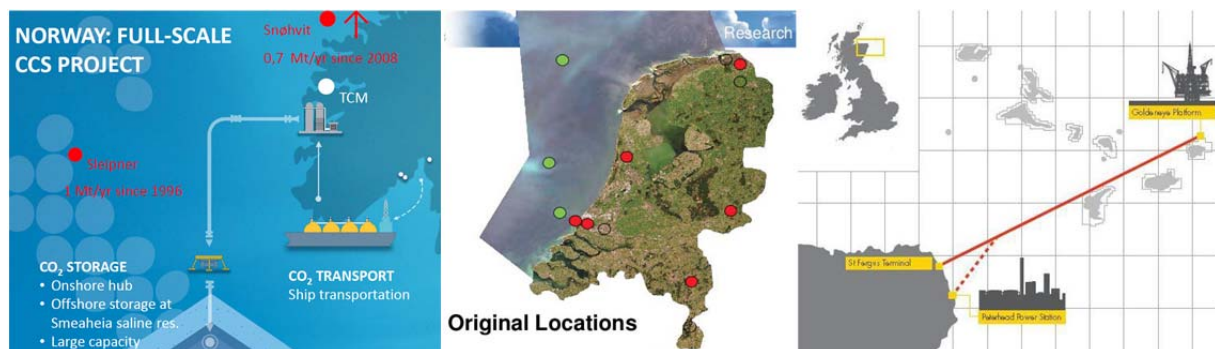 NORWAY: FULL-SCALE
CCS PROJECT
Snøhvit
0,7 Mt/yr since 2008
TCM
Sleipner
1 Mt/yr since 1996
CO₂ STORAGE
• Onshore hub
• Offshore storage at
Smeaheia saline res.
• Large capacity
CO₂ TRANSPORT
Ship transportation
Research
Original Locations
Goldeneye Platform
St Fergus Terminal
Peterhead Power Station